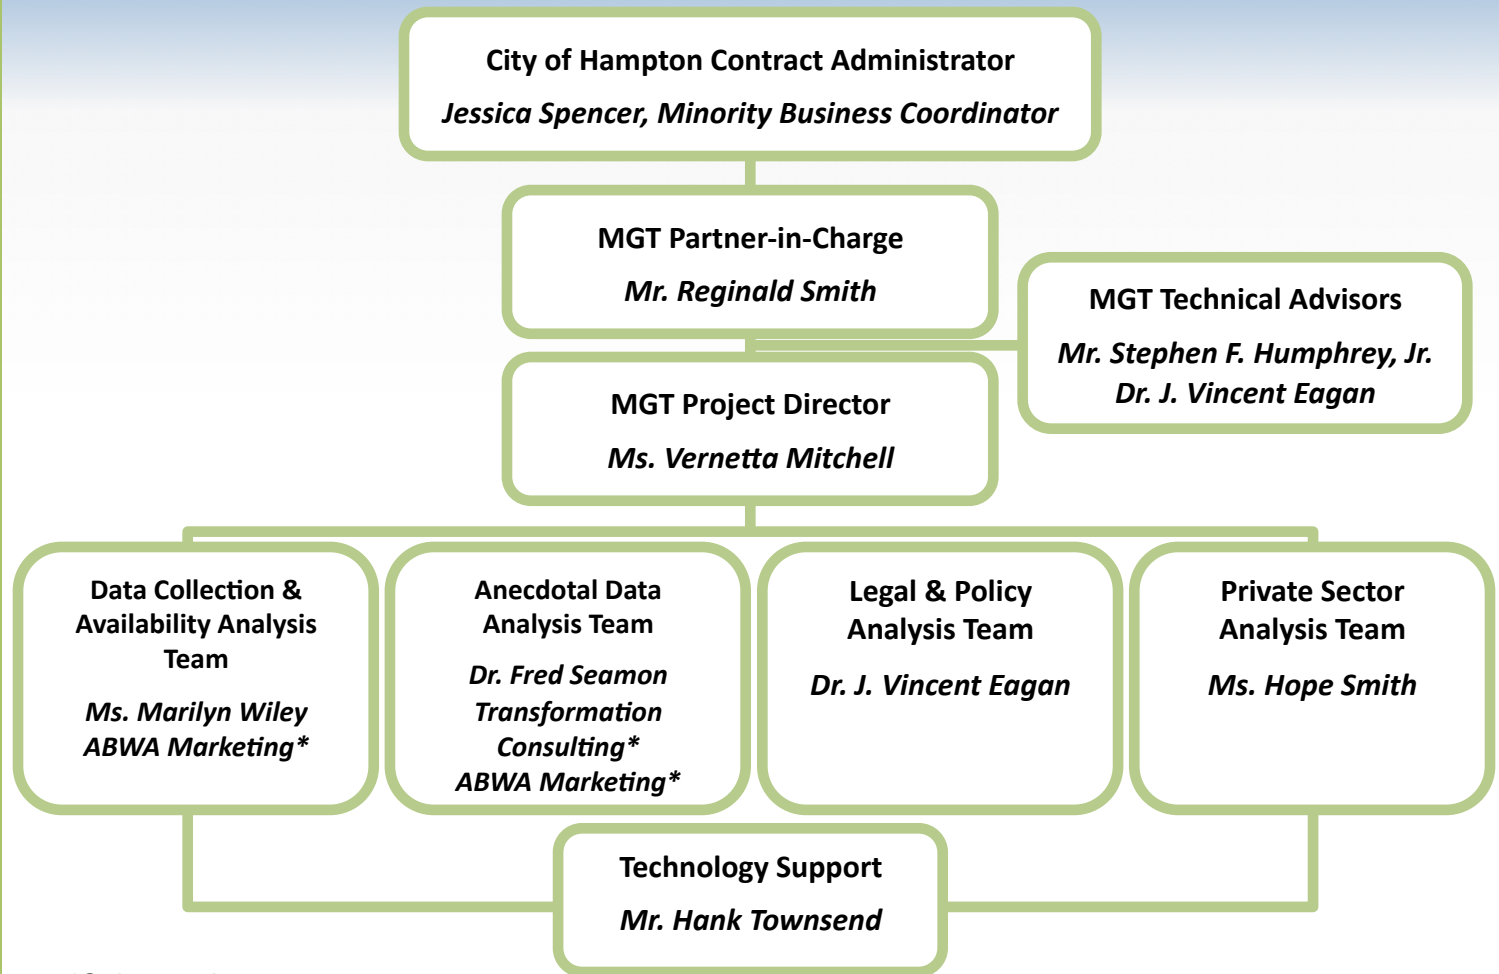 City of Hampton Contract Administrator
Jessica Spencer, Minority Business Coordinator
MGT Partner-in-Charge
Mr. Reginald Smith
MGT Technical Advisors
Mr. Stephen F. Humphrey, Jr.
Dr. J. Vincent Eagan
MGT Project Director
Ms. Vernetta Mitchell
Data Collection &
Availability Analysis
Team
Ms. Marilyn Wiley
ABWA Marketing*
Anecdotal Data
Analysis Team
Dr. Fred Seamon
Transformation
Consulting*
ABWA Marketing*
Legal & Policy
Analysis Team
Dr. J. Vincent Eagan
Private Sector
Analysis Team
Ms. Hope Smith
Technology Support
Mr. Hank Townsend